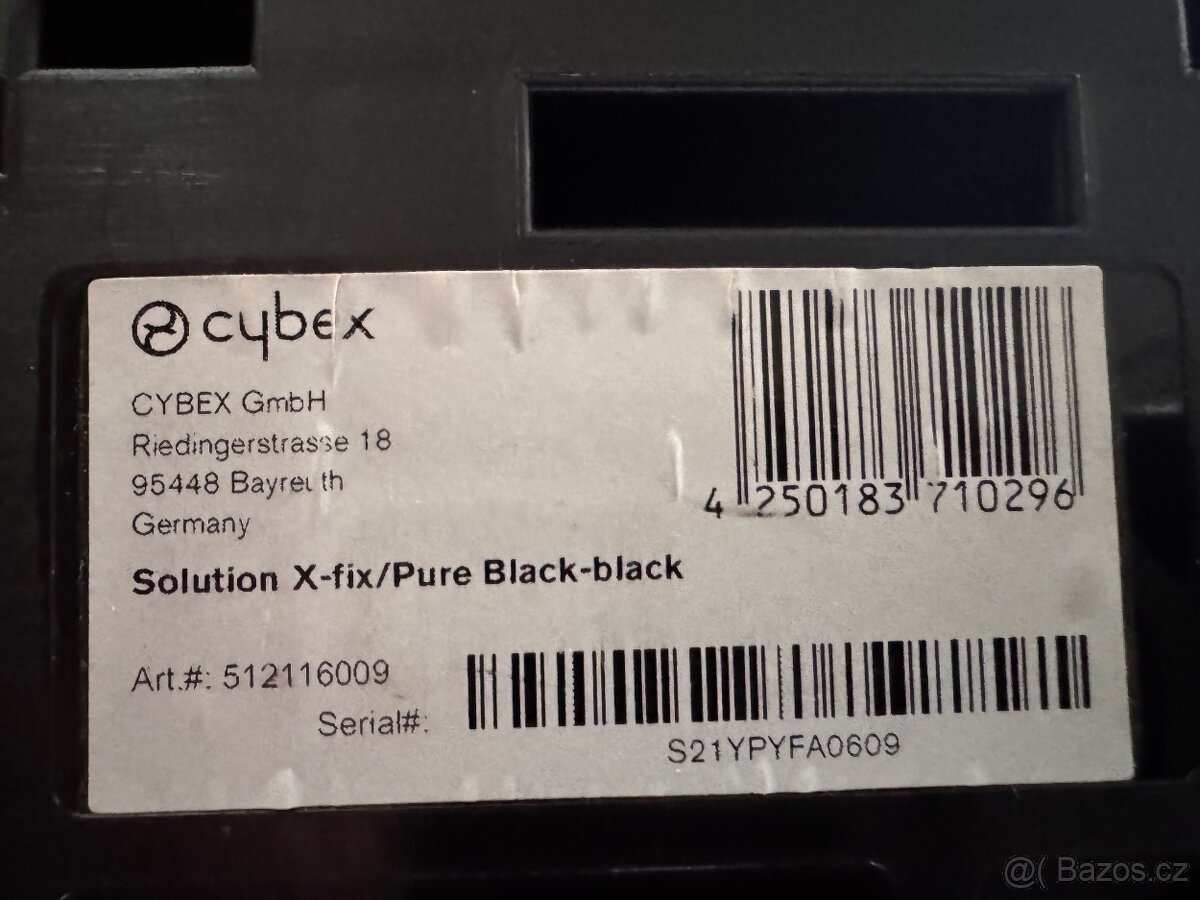 cybex
CYBEX GmbH
Riedingerstrasse 18
95448 Bayreuth
Germany
4 250183 710296
Solution X-fix/Pure Black-black
Art.#: 512116009
Serial#:
S21YPYFA0609
@( Bazos.cz